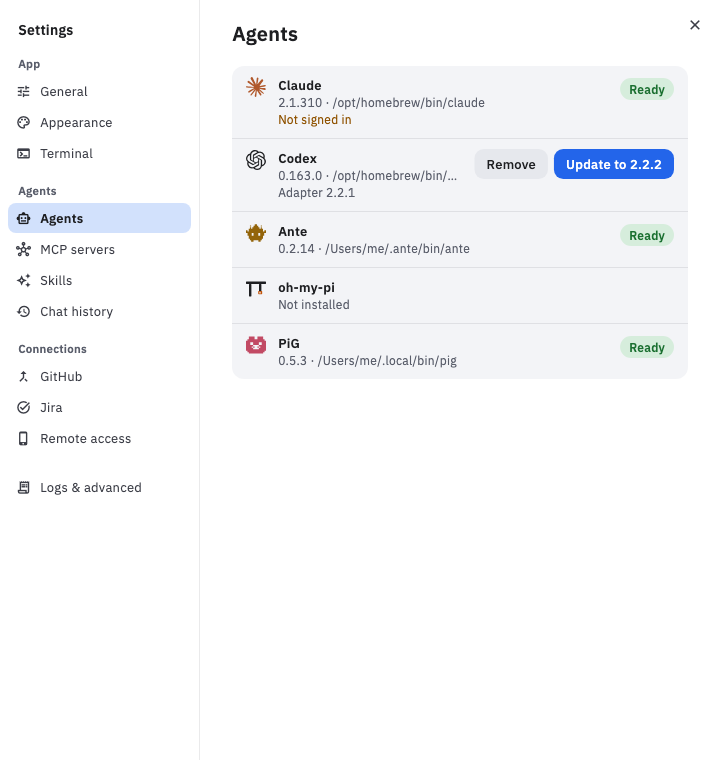 Settings
App
General
Appearance
Terminal
Agents
Agents
MCP servers
Skills
Chat history
Connections
GitHub
Jira
Remote access
Logs & advanced
Agents
Claude
2.1.310 · /opt/homebrew/bin/claude
Not signed in
Ready
Codex
0.163.0 · /opt/homebrew/bin/...
Adapter 2.2.1
Remove
Update to 2.2.2
Ante
0.2.14 · /Users/me/.ante/bin/ante
Ready
oh-my-pi
Not installed
PiG
0.5.3 · /Users/me/.local/bin/pig
Ready